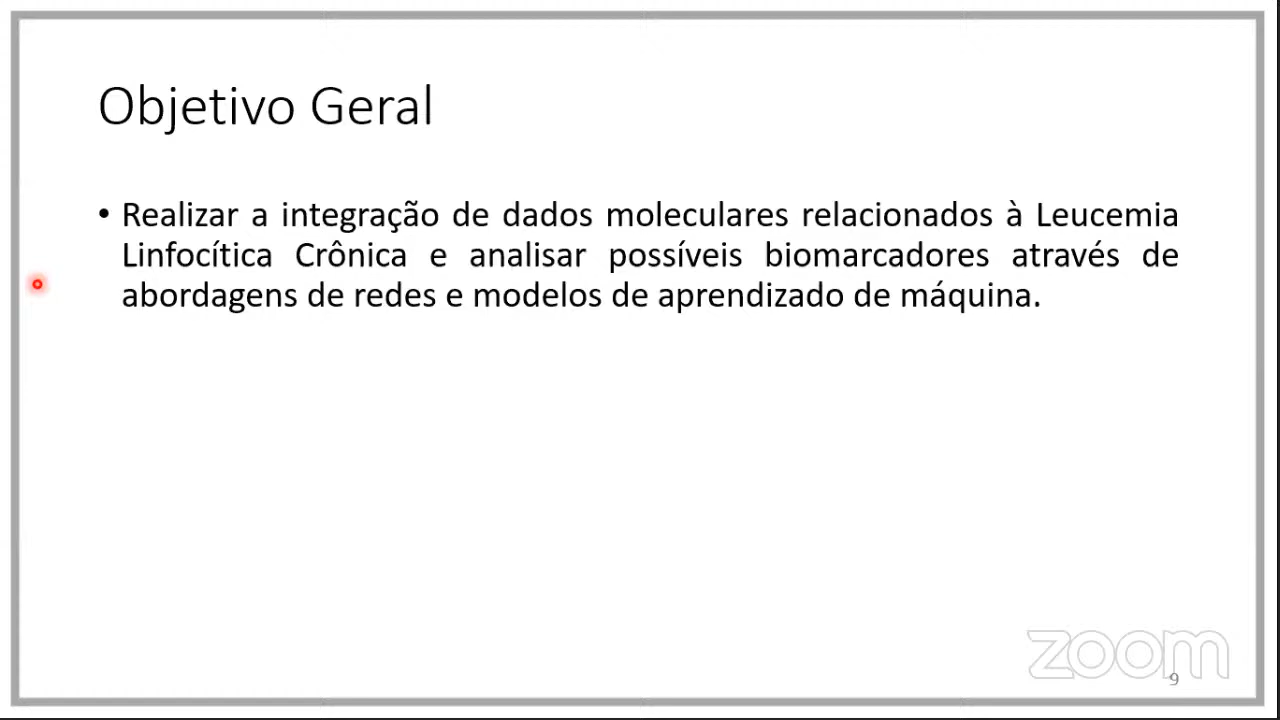 Objetivo Geral
• Realizar a integração de dados moleculares relacionados à Leucemia
Linfocítica Crônica e analisar possíveis biomarcadores através de
abordagens de redes e modelos de aprendizado de máquina.
zoom
9